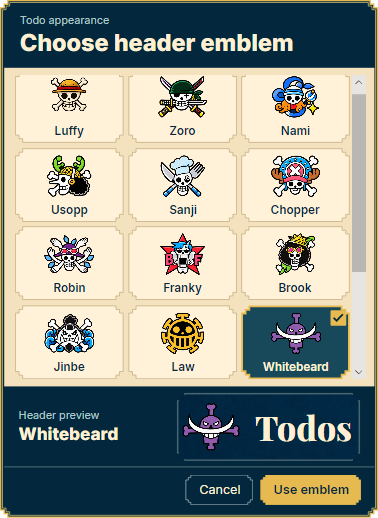 Todo appearance
Choose header emblem
Luffy
Zoro
Nami
Usopp
Sanji
Chopper
Robin
BF
Franky
Brook
Jinbe
Law
Whitebeard
Header preview
Whitebeard
Todos
Cancel
Use emblem